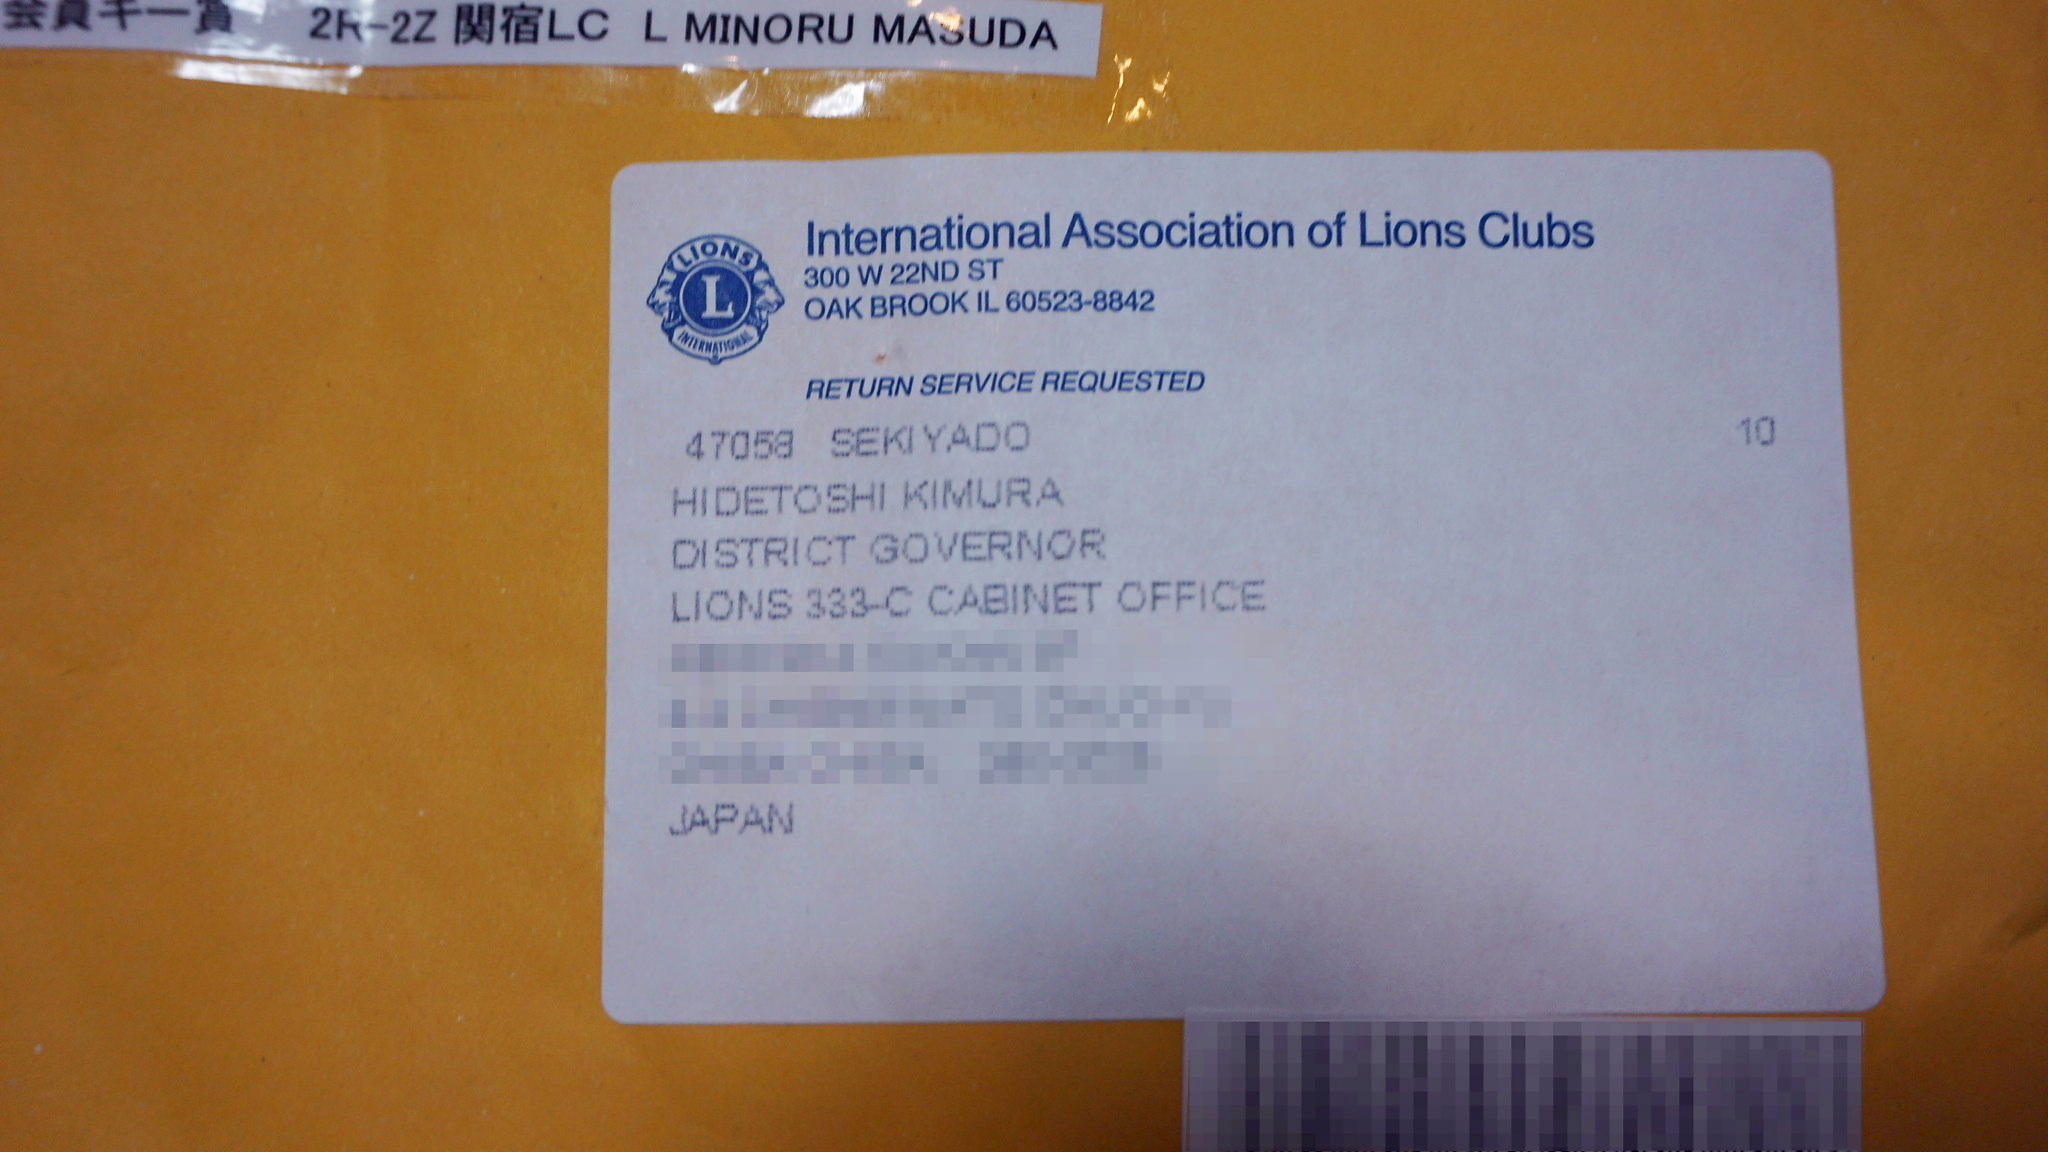 会員キー賞 2R-2Z 関宿LC L MINORU MASUDA
LIONS
L
INTERNATIONAL
International Association of Lions Clubs
300 W 22ND ST
OAK BROOK IL 60523-8842
RETURN SERVICE REQUESTED
47058 SEKIYADO 10
HIDETOSHI KIMURA
DISTRICT GOVERNOR
LIONS 333-C CABINET OFFICE
JAPAN